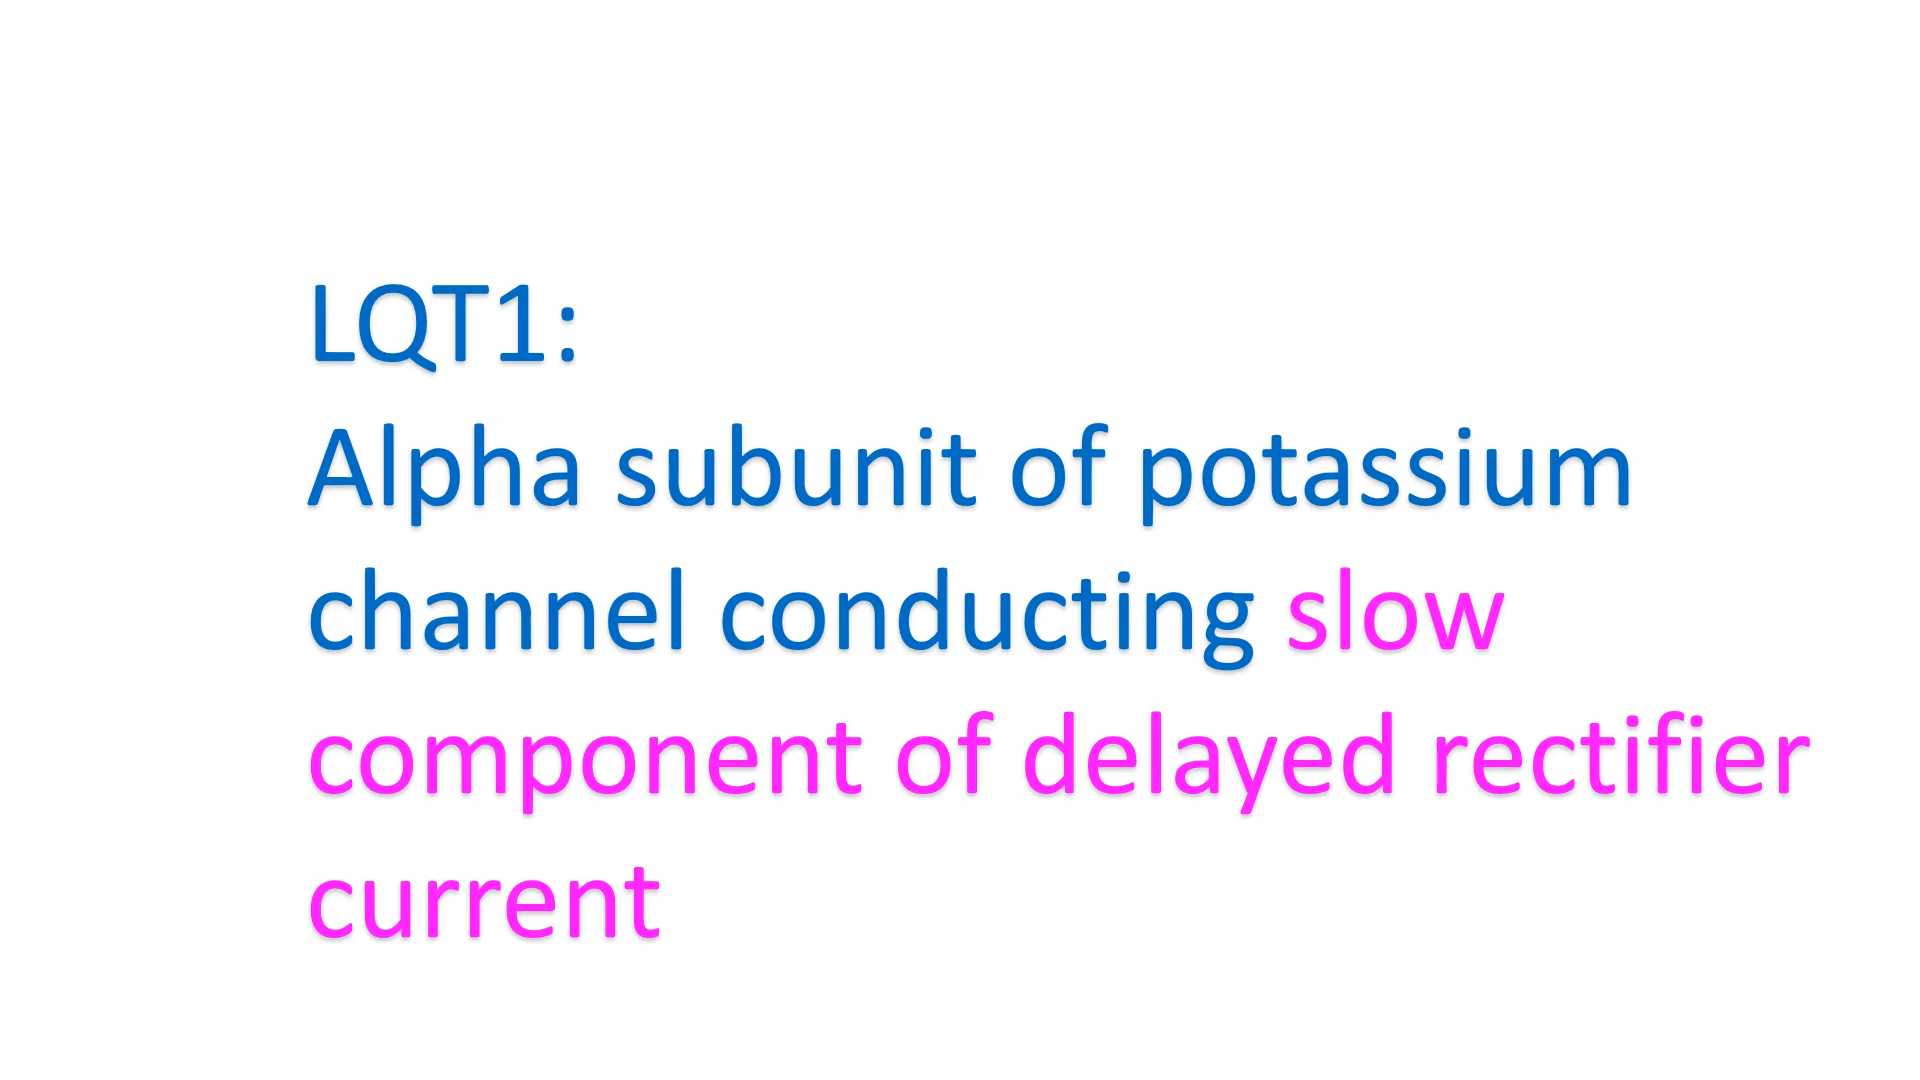 LQT1:
Alpha subunit of potassium
channel conducting slow
component of delayed rectifier
current